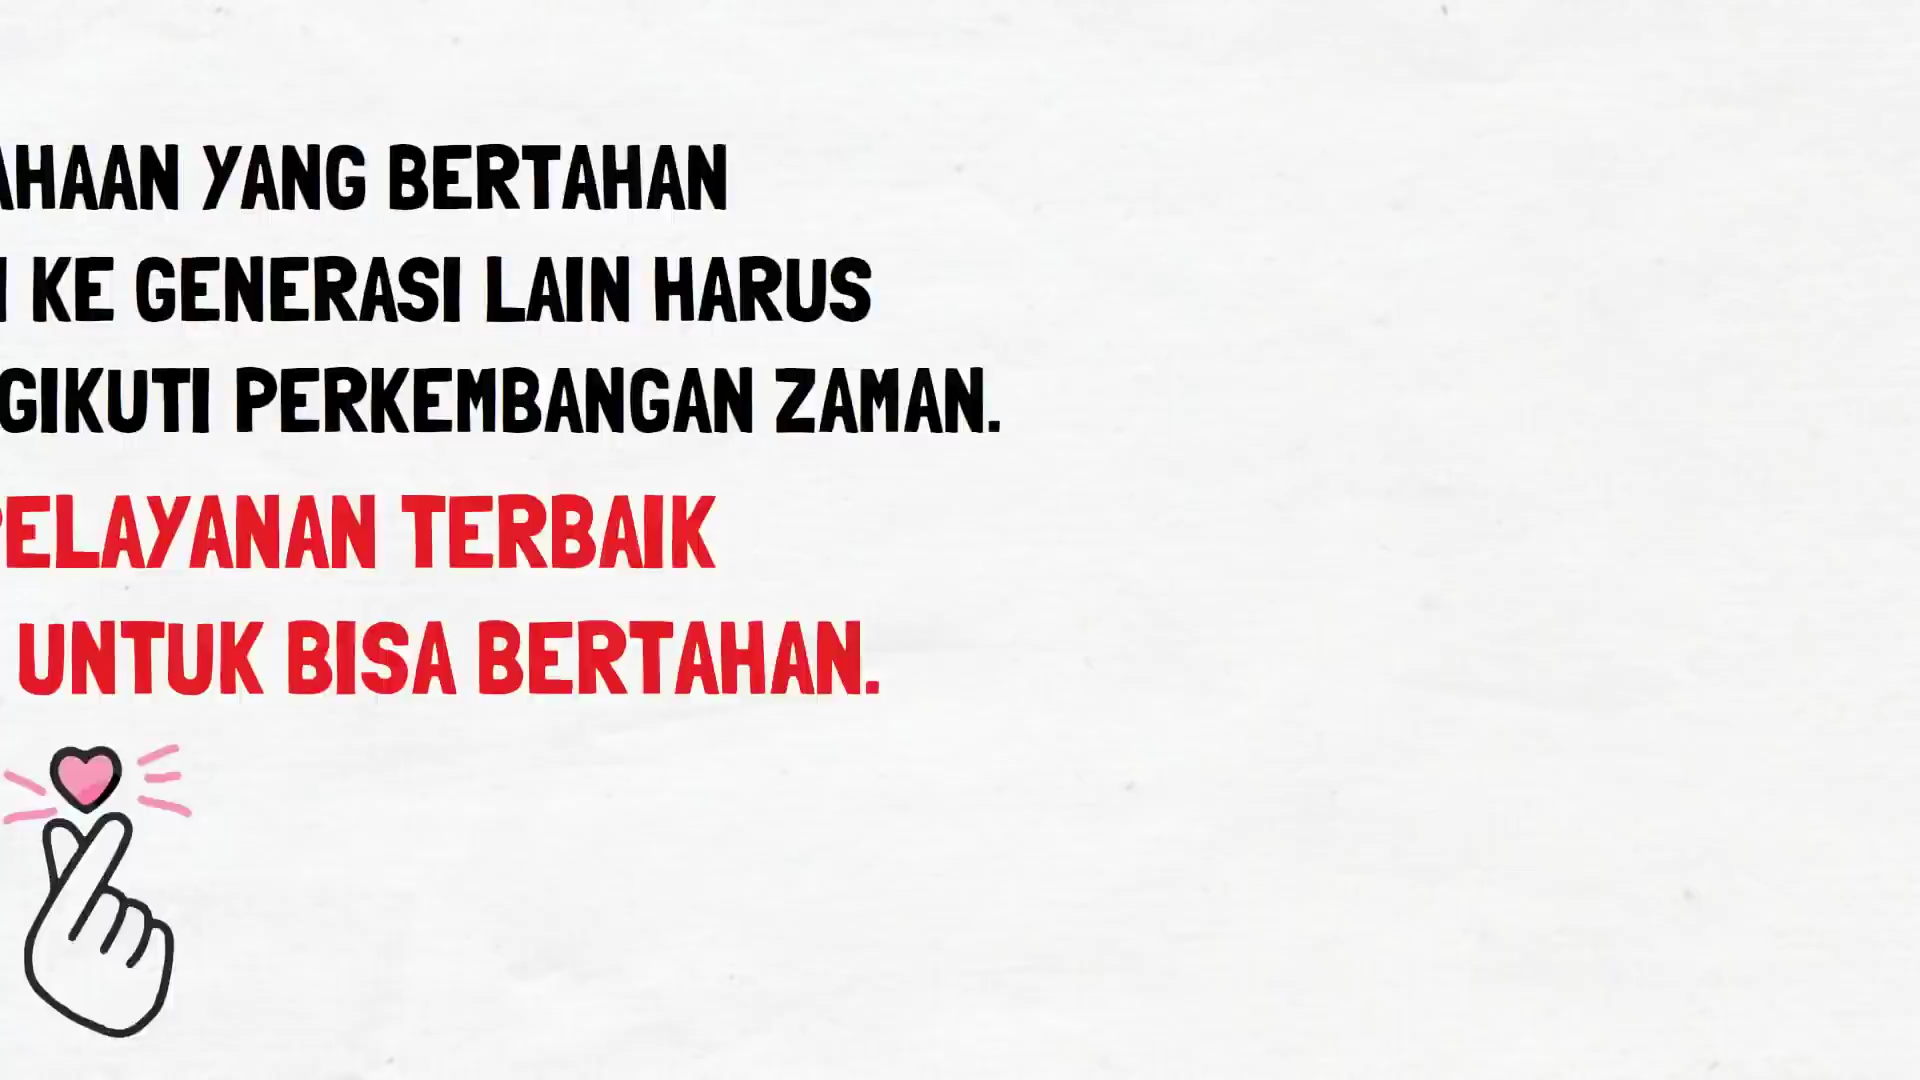 AHAAN YANG BERTAHAN
KE GENERASI LAIN HARUS
GIKUTI PERKEMBANGAN ZAMAN.
PELAYANAN TERBAIK
UNTUK BISA BERTAHAN.